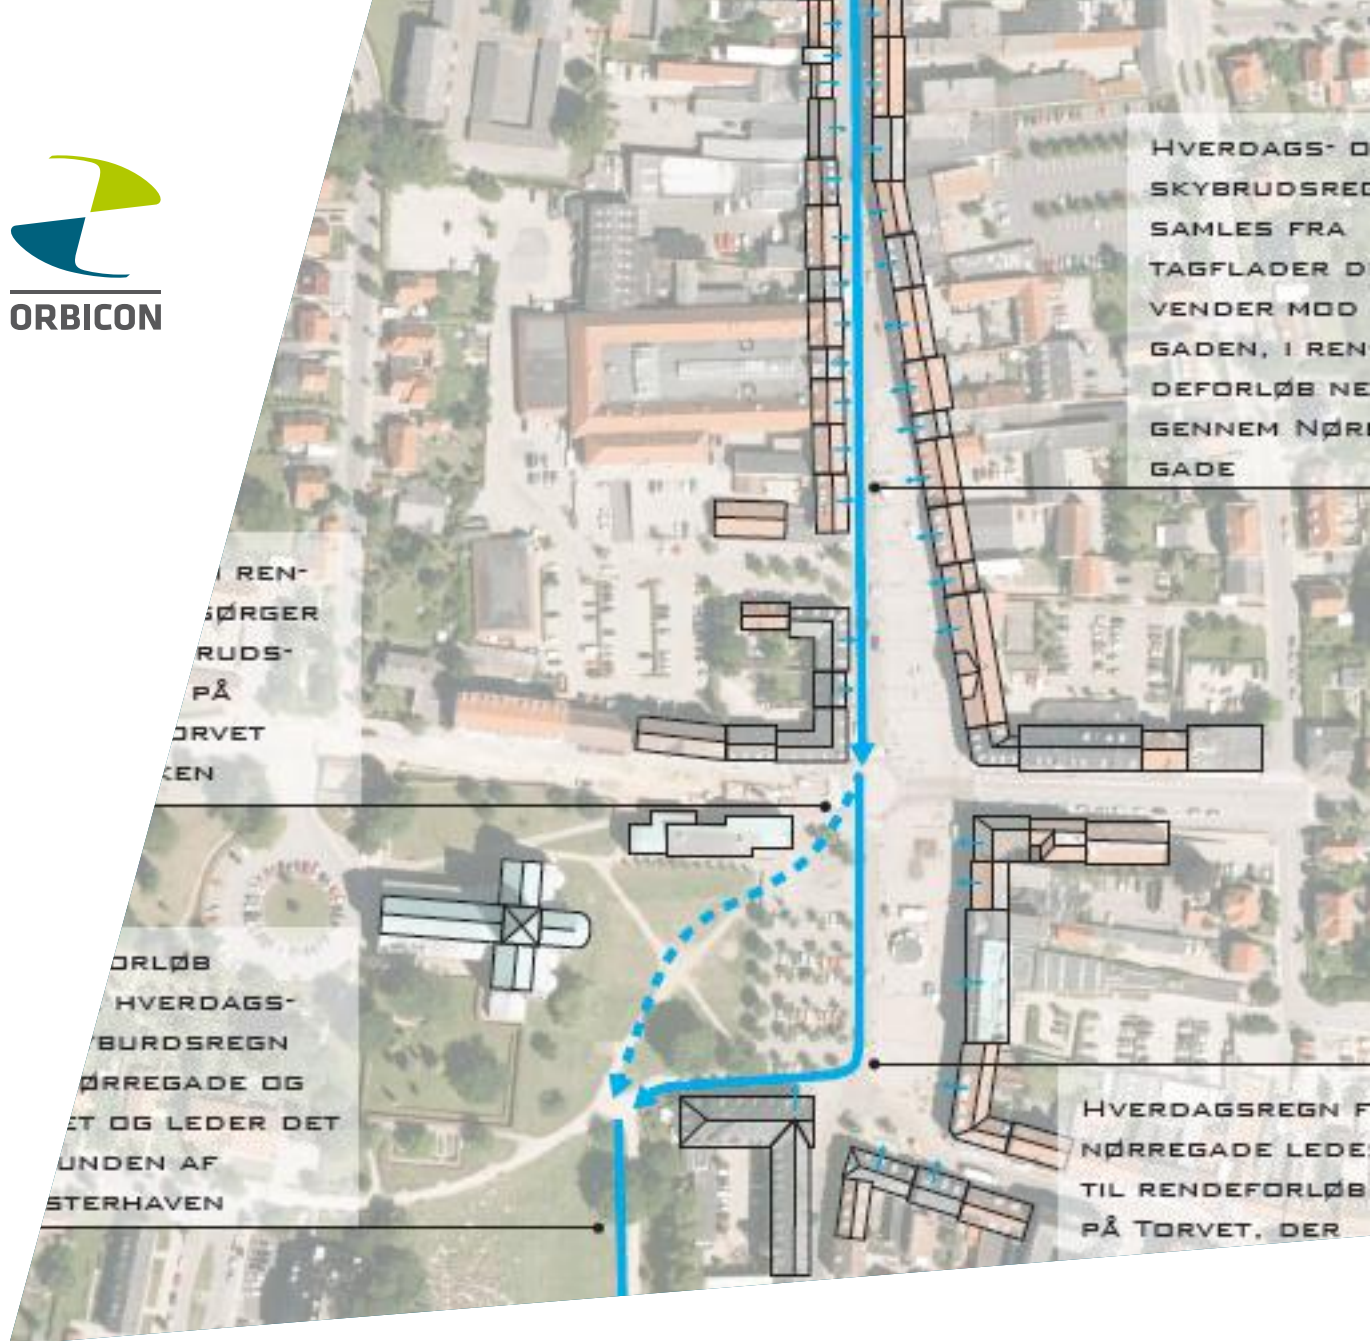 ORBICON
HVERDAGS- O
SKYBRUDSREG
SAMLES FRA
TAGFLADER D
VENDER MOD
GADEN, I REN-
DEFORLØB NE
GENNEM NØR
GADE
I REN-
SØRGER
RUDS-
PÅ
ORVET
KEN
ORLØB
HVERDAGS-
YBURDSREGN
ØRREGADE OG
ET OG LEDER DET
UNDEN AF
STERHAVEN
HVERDAGSREGN F
NØRREGADE LEDE
TIL RENDEFORLØB
PÅ TORVET, DER